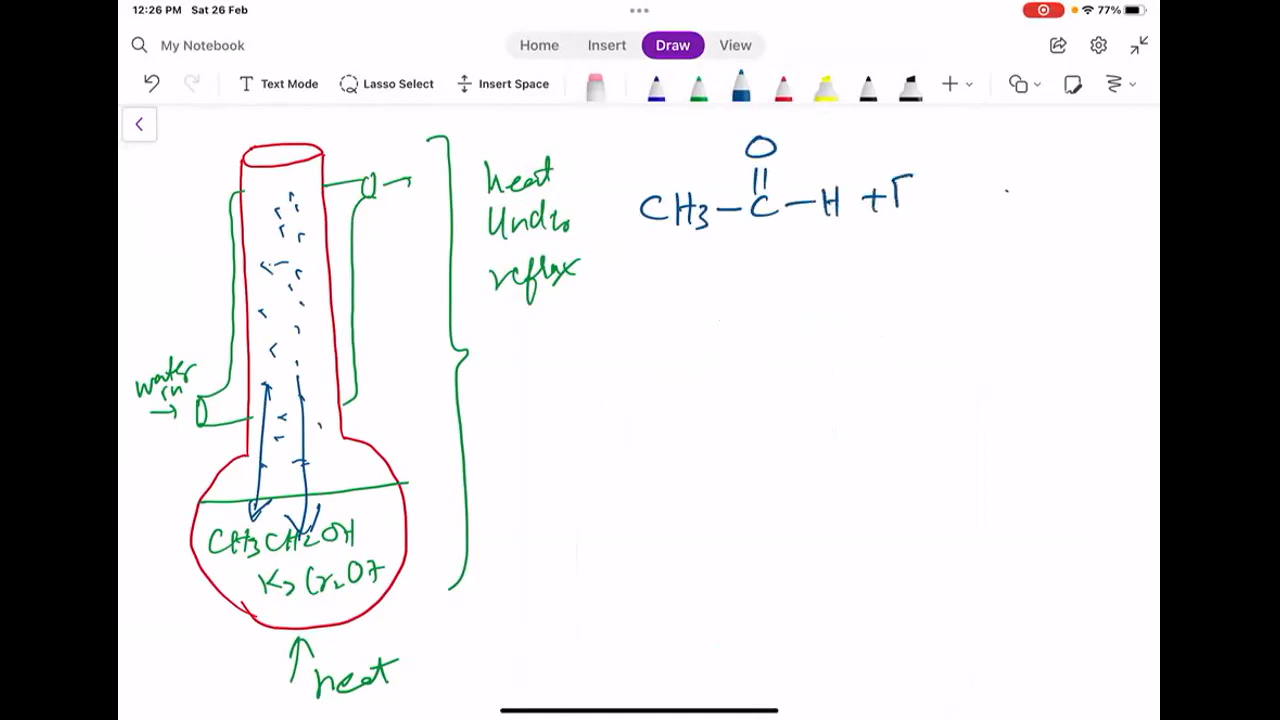 12:26 PM Sat 26 Feb
77%
My Notebook
Home Insert Draw View
Text Mode Lasso Select Insert Space
heat
Under
reflux
O
CH3-C-H +[
water
in
CH3CH2OH
K2Cr2O7
heat